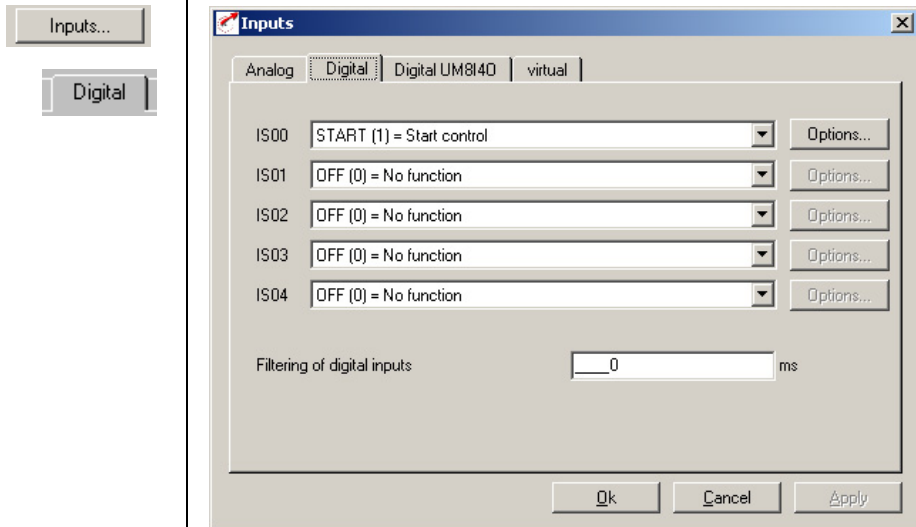 Inputs...
Digital
Inputs
Analog Digital Digital UM8I4O virtual
IS00 START (1) = Start control Options...
IS01 OFF (0) = No function Options...
IS02 OFF (0) = No function Options...
IS03 OFF (0) = No function Options...
IS04 OFF (0) = No function Options...
Filtering of digital inputs ____0 ms
Ok Cancel Apply